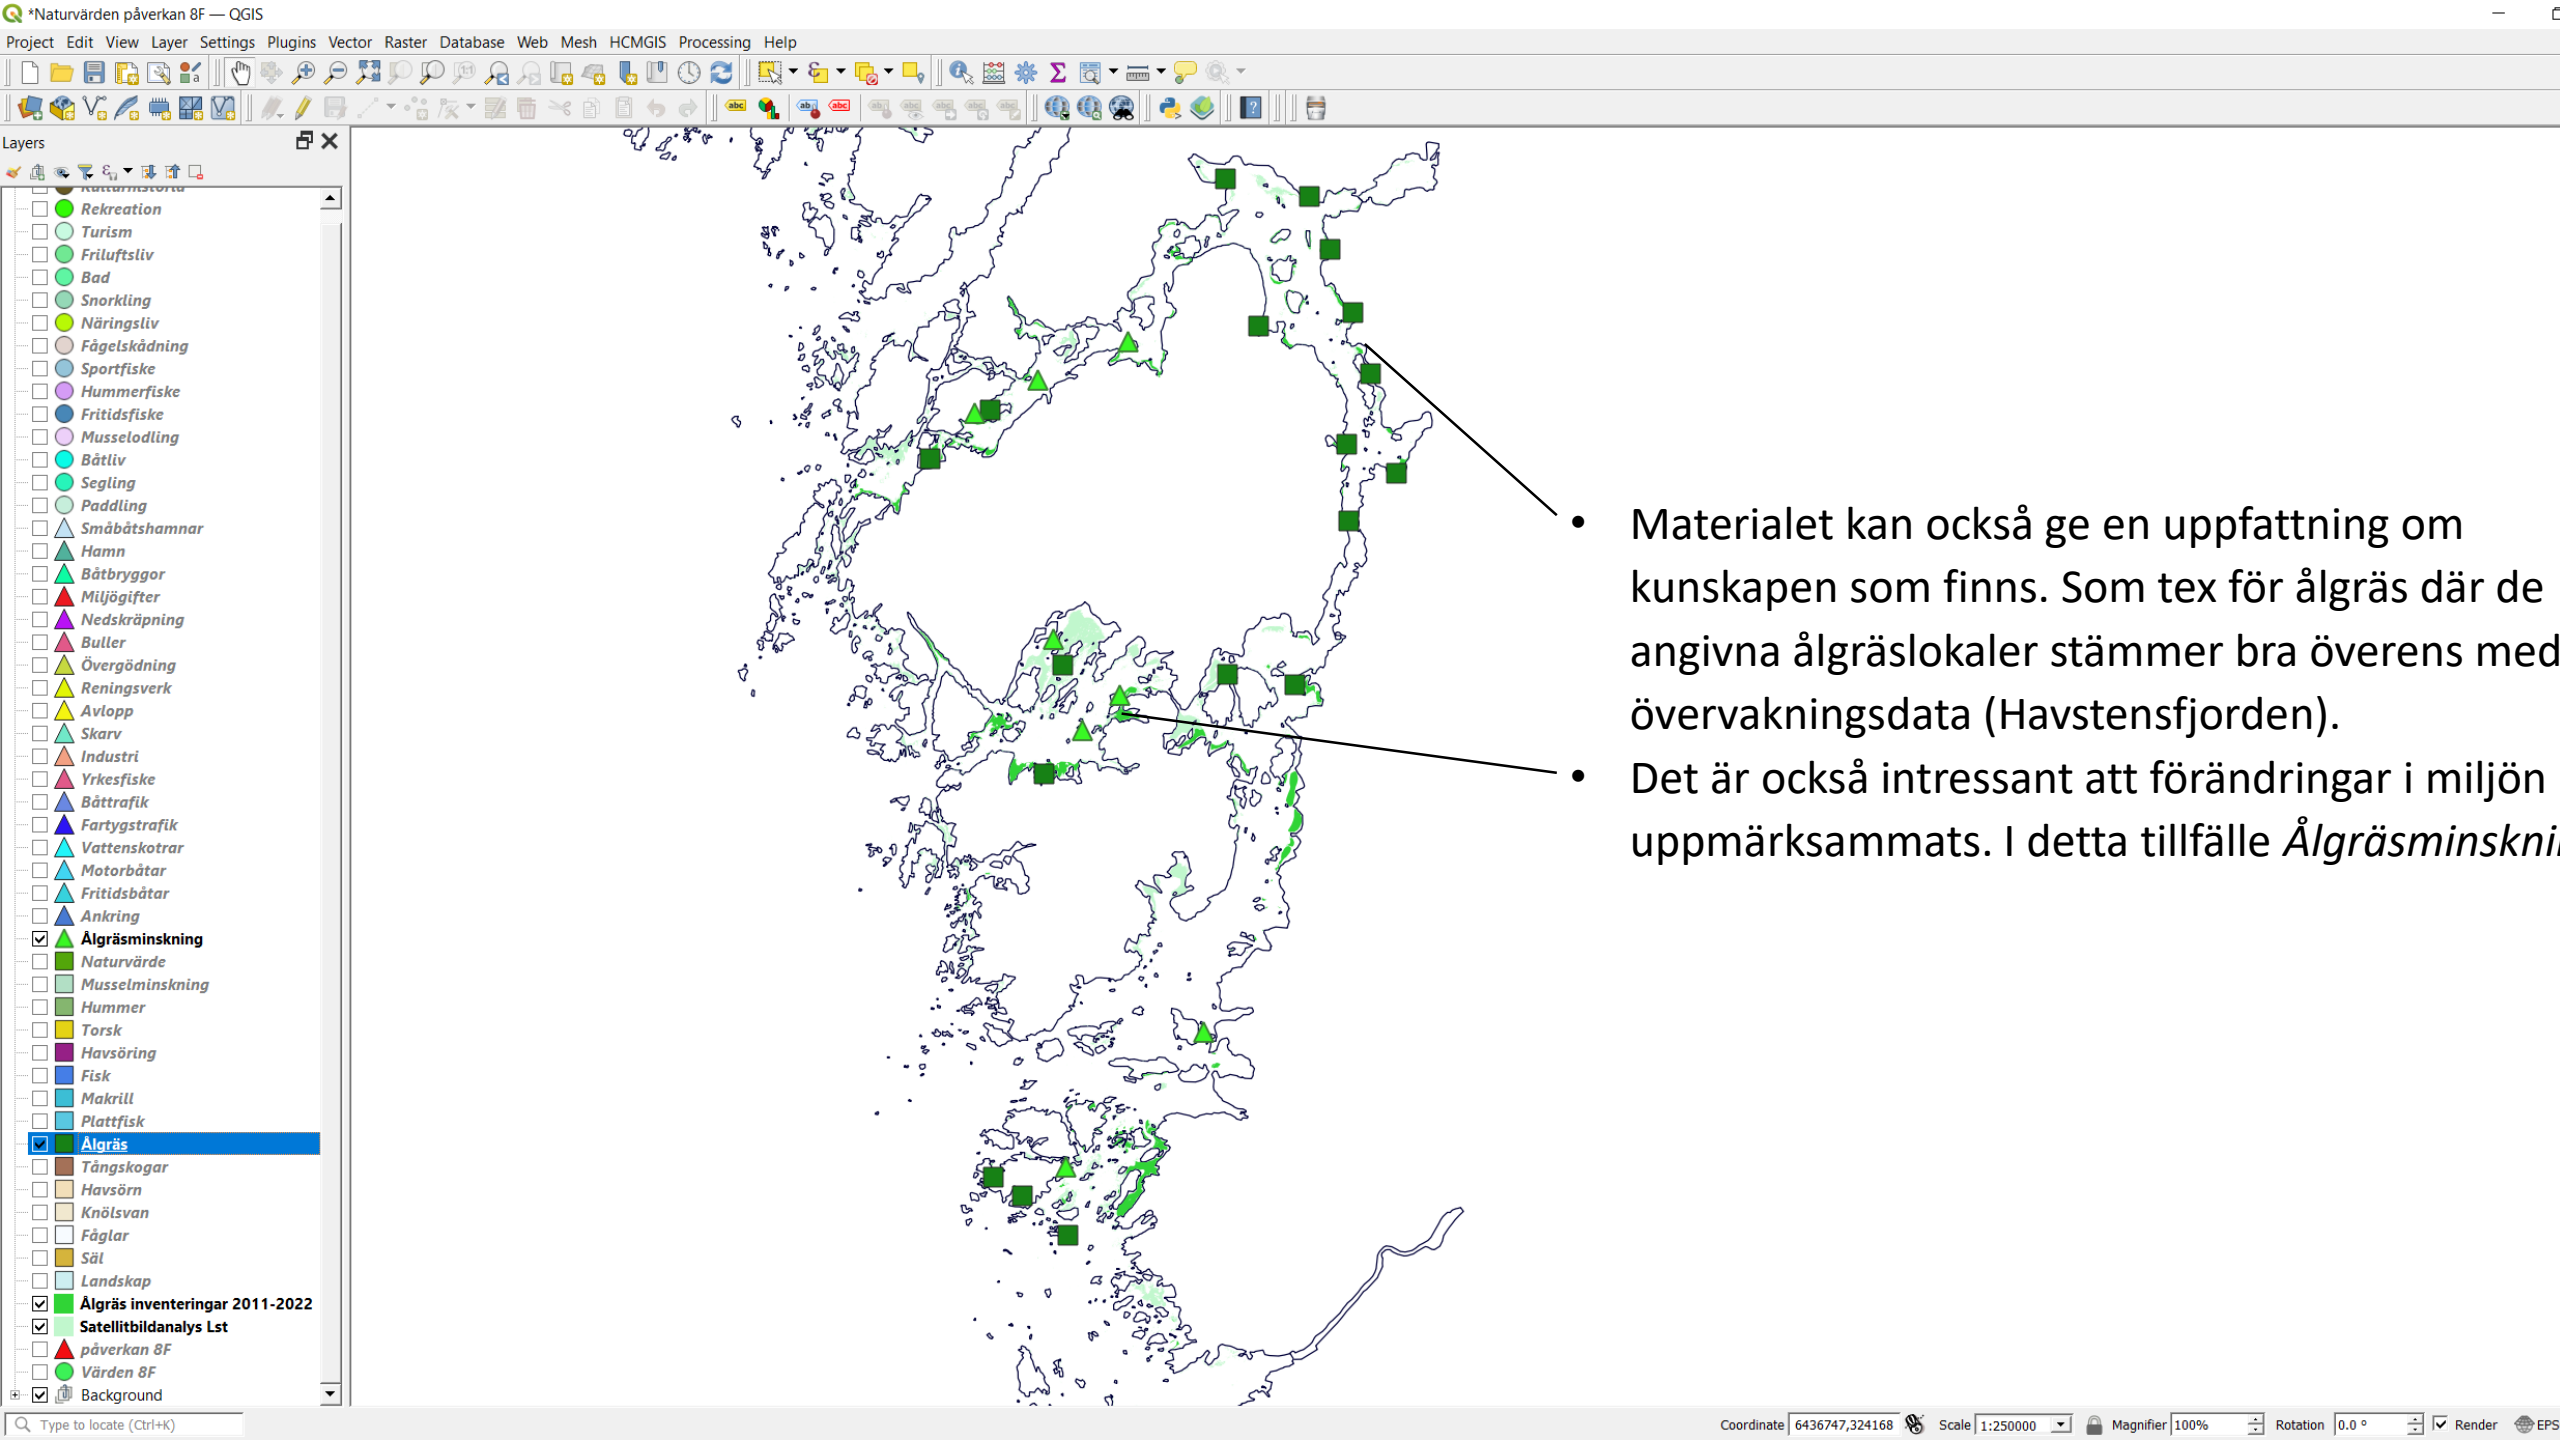 *Naturvärden påverkan 8F — QGIS
Project Edit View Layer Settings Plugins Vector Raster Database Web Mesh HCMGIS Processing Help
Layers
Rekreation
Turism
Friluftsliv
Bad
Snorkling
Näringsliv
Fågelskådning
Sportfiske
Hummerfiske
Fritidsfiske
Musselodling
Båtliv
Segling
Paddling
Småbåtshamnar
Hamn
Båtbryggor
Miljögifter
Nedskräpning
Buller
Övergödning
Reningsverk
Avlopp
Skarv
Industri
Yrkesfiske
Båttrafik
Fartygstrafik
Vattenskotrar
Motorbåtar
Fritidsbåtar
Ankring
Ålgräsminskning
Naturvärde
Musselminskning
Hummer
Torsk
Havsöring
Fisk
Makrill
Plattfisk
Ålgräs
Tångskogar
Havsörn
Knölsvan
Fåglar
Säl
Landskap
Ålgräs inventeringar 2011-2022
Satellitbildanalys Lst
påverkan 8F
Värden 8F
Background
• Materialet kan också ge en uppfattning om
kunskapen som finns. Som tex för ålgräs där de
angivna ålgräslokaler stämmer bra överens med
övervakningsdata (Havstensfjorden).
• Det är också intressant att förändringar i miljön
uppmärksammats. I detta tillfälle
Type to locate (Ctrl+K)
Coordinate 6436747,324168 Scale 1:250000 Magnifier 100% Rotation 0.0 ° Render EPS